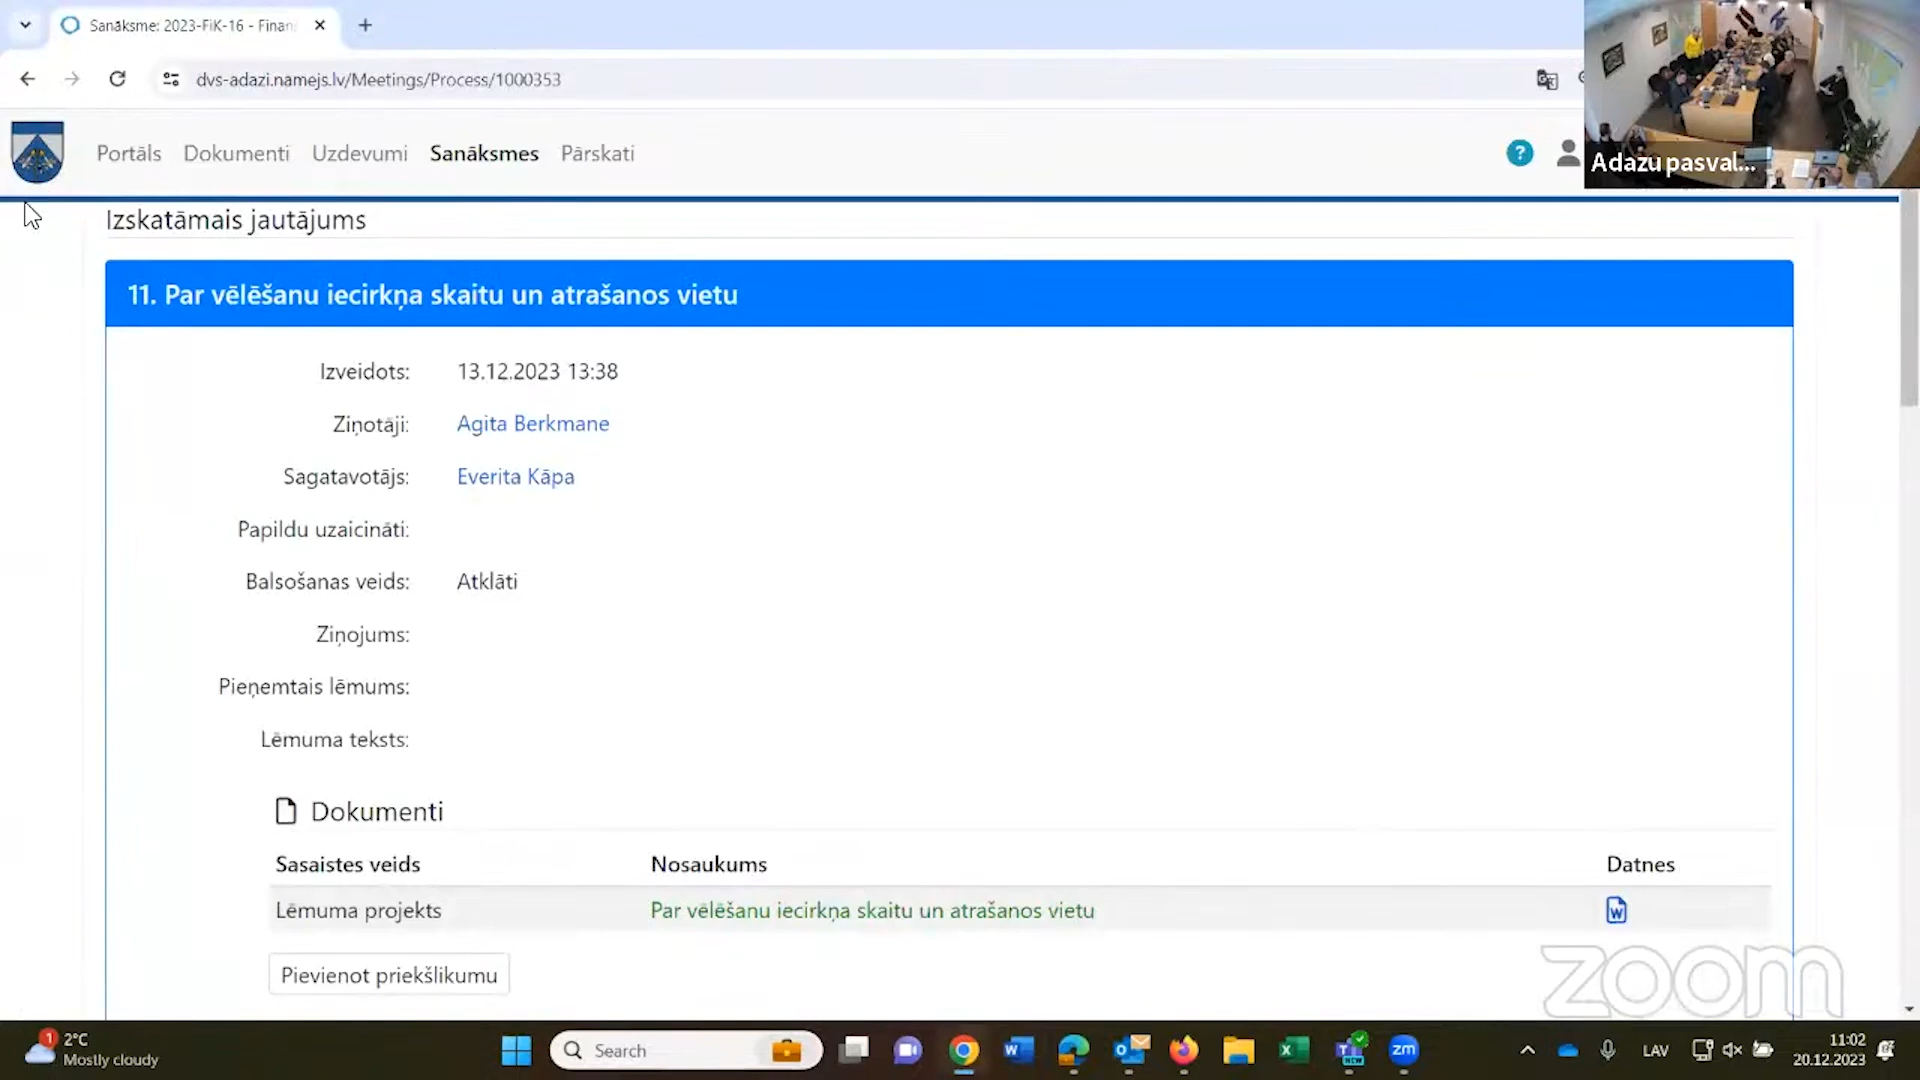 Sanāksme: 2023-FiK-16 - Finan
dvs-adazi.namejs.lv/Meetings/Process/1000353
Portāls Dokumenti Uzdevumi Sanāksmes Pārskati
?
Adazu pasval...
Izskatāmais jautājums
11. Par vēlēšanu iecirkņa skaitu un atrašanos vietu
Izveidots: 13.12.2023 13:38
Ziņotāji: Agita Berkmane
Sagatavotājs: Everita Kāpa
Papildu uzaicināti:
Balsošanas veids: Atklāti
Ziņojums:
Pieņemtais lēmums:
Lēmuma teksts:
Dokumenti
Sasaistes veids Nosaukums Datnes
Lēmuma projekts Par vēlēšanu iecirkņa skaitu un atrašanos vietu
Pievienot priekšlikumu
zoom
1
2°C
Mostly cloudy
Search
NEW
zm
LAV
11:02
20.12.2023